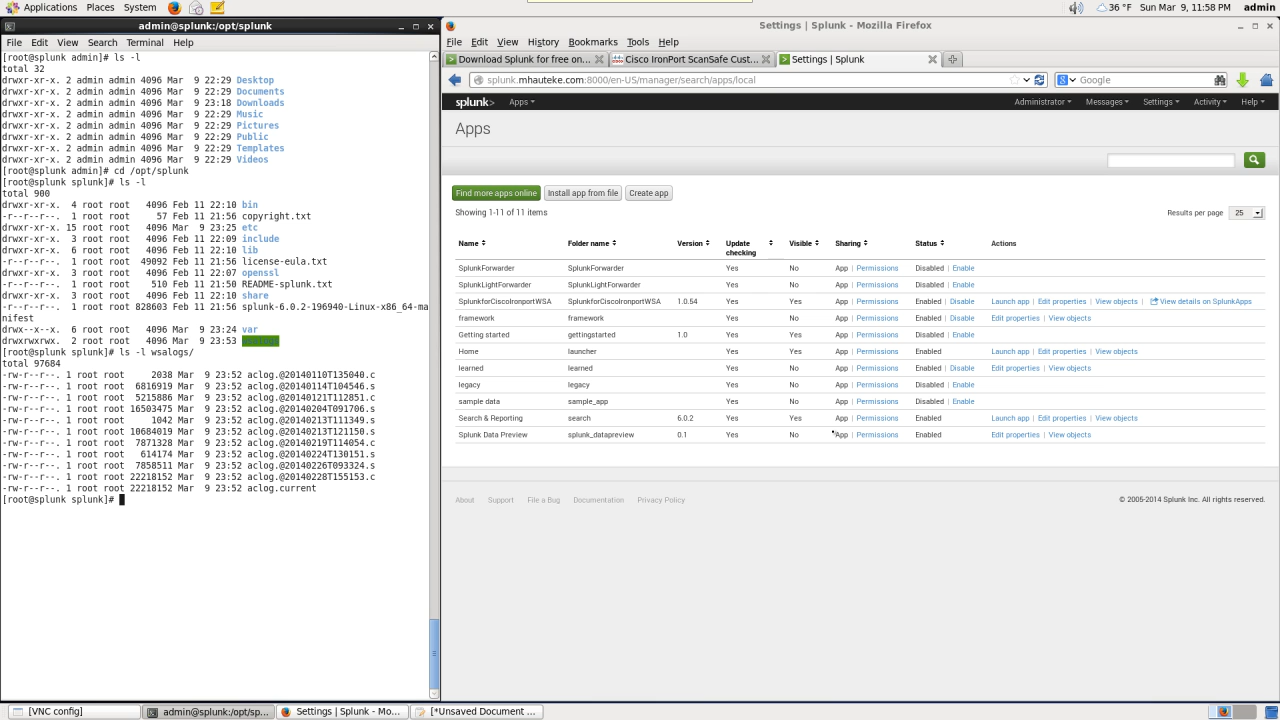 Applications Places System
36 °F Sun Mar 9, 11:58 PM admin
admin@splunk:/opt/splunk
File Edit View Search Terminal Help
[root@splunk admin]# ls -l
total 32
drwxr-xr-x. 2 admin admin 4096 Mar  9 22:29 Desktop
drwxr-xr-x. 2 admin admin 4096 Mar  9 22:29 Documents
drwxr-xr-x. 2 admin admin 4096 Mar  9 23:18 Downloads
drwxr-xr-x. 2 admin admin 4096 Mar  9 22:29 Music
drwxr-xr-x. 2 admin admin 4096 Mar  9 22:29 Pictures
drwxr-xr-x. 2 admin admin 4096 Mar  9 22:29 Public
drwxr-xr-x. 2 admin admin 4096 Mar  9 22:29 Templates
drwxr-xr-x. 2 admin admin 4096 Mar  9 22:29 Videos
[root@splunk admin]# cd /opt/splunk
[root@splunk splunk]# ls -l
total 900
drwxr-xr-x.  4 root root   4096 Feb 11 22:10 bin
-r--r--r--.  1 root root     57 Feb 11 21:56 copyright.txt
drwxr-xr-x. 15 root root   4096 Mar  9 23:25 etc
drwxr-xr-x.  3 root root   4096 Feb 11 22:09 include
drwxr-xr-x.  6 root root   4096 Feb 11 22:10 lib
-r--r--r--.  1 root root  49092 Feb 11 21:56 license-eula.txt
drwxr-xr-x.  3 root root   4096 Feb 11 22:07 openssl
-r--r--r--.  1 root root    510 Feb 11 21:50 README-splunk.txt
drwxr-xr-x.  3 root root   4096 Feb 11 22:10 share
-r--r--r--.  1 root root 828603 Feb 11 21:56 splunk-6.0.2-196940-Linux-x86_64-ma
nifest
drwx--x---x.  6 root root   4096 Mar  9 23:24 var
drwxrwxrwx.  2 root root   4096 Mar  9 23:53
[root@splunk splunk]# ls -l wsalogs/
total 97684
-rw-r--r--. 1 root root     2038 Mar  9 23:52 aclog.@20140110T135040.c
-rw-r--r--. 1 root root  6816919 Mar  9 23:52 aclog.@20140114T104546.s
-rw-r--r--. 1 root root  5215886 Mar  9 23:52 aclog.@20140121T112851.c
-rw-r--r--. 1 root root 16503475 Mar  9 23:52 aclog.@20140204T091706.s
-rw-r--r--. 1 root root     1042 Mar  9 23:52 aclog.@20140213T111349.s
-rw-r--r--. 1 root root 10684019 Mar  9 23:52 aclog.@20140213T121150.s
-rw-r--r--. 1 root root  7871328 Mar  9 23:52 aclog.@20140219T114054.c
-rw-r--r--. 1 root root   614174 Mar  9 23:52 aclog.@20140224T130151.s
-rw-r--r--. 1 root root  7858511 Mar  9 23:52 aclog.@20140226T093324.s
-rw-r--r--. 1 root root 22218152 Mar  9 23:52 aclog.@20140228T155153.c
-rw-r--r--. 1 root root 22218152 Mar  9 23:52 aclog.current
[root@splunk splunk]#
Settings | Splunk - Mozilla Firefox
File Edit View History Bookmarks Tools Help
Download Splunk for free on... Cisco IronPort ScanSafe Cust... Settings | Splunk
splunk.mhauteke.com:8000/en-US/manager/search/apps/local Google
splunk> Apps Administrator Messages Settings Activity Help
Apps
Find more apps online Install app from file Create app
Showing 1-11 of 11 items Results per page 25
Name Folder name Version Update checking Visible Sharing Status Actions
SplunkForwarder SplunkForwarder Yes No App | Permissions Disabled | Enable
SplunkLightForwarder SplunkLightForwarder Yes No App | Permissions Disabled | Enable
SplunkforCiscoIronportWSA SplunkforCiscoIronportWSA 1.0.54 Yes Yes App | Permissions Enabled | Disable Launch app | Edit properties | View objects | View details on SplunkApps
framework framework Yes No App | Permissions Enabled | Disable Edit properties | View objects
Getting started gettingstarted 1.0 Yes Yes App | Permissions Disabled | Enable
Home launcher Yes Yes App | Permissions Enabled Launch app | Edit properties | View objects
learned learned Yes No App | Permissions Enabled | Disable Edit properties | View objects
legacy legacy Yes No App | Permissions Disabled | Enable
sample data sample_app Yes No App | Permissions Disabled | Enable
Search & Reporting search 6.0.2 Yes Yes App | Permissions Enabled Launch app | Edit properties | View objects
Splunk Data Preview splunk_datapreview 0.1 Yes No App | Permissions Enabled Edit properties | View objects
About Support File a Bug Documentation Privacy Policy © 2005-2014 Splunk Inc. All rights reserved.
[VNC config] admin@splunk:/opt/sp... Settings | Splunk - Mo... [*Unsaved Document ...